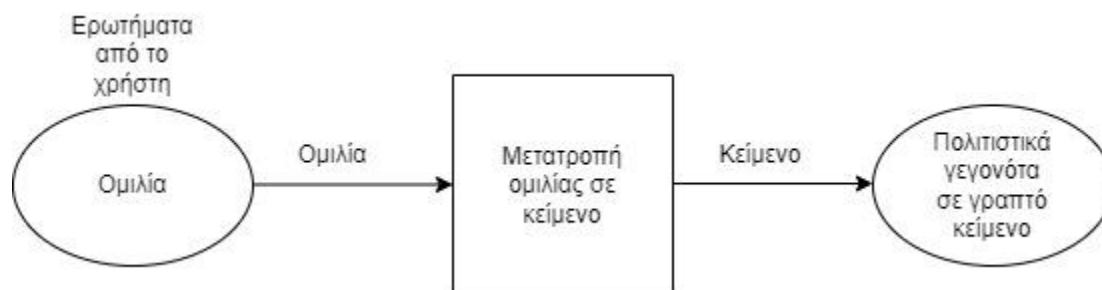 Ερωτήματα
από το
χρήστη
Ομιλία
Ομιλία
Μετατροπή
ομιλίας σε
κείμενο
Κείμενο
Πολιτιστικά
γεγονότα
σε γραπτό
κείμενο